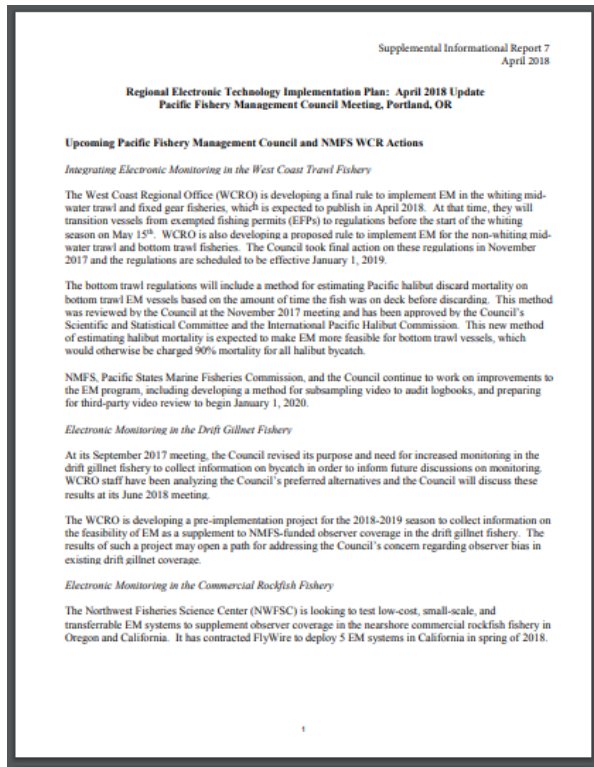 Supplemental Informational Report 7
April 2018
Regional Electronic Technology Implementation Plan: April 2018 Update
Pacific Fishery Management Council Meeting, Portland, OR
Upcoming Pacific Fishery Management Council and NMFS WCR Actions
Integrating Electronic Monitoring in the West Coast Trawl Fishery
The West Coast Regional Office (WCRO) is developing a final rule to implement EM in the whiting mid-
water trawl and fixed gear fisheries, which is expected to publish in April 2018. At that time, they will
transition vessels from exempted fishing permits (EFPs) to regulations before the start of the whiting
season on May 15th. WCRO is also developing a proposed rule to implement EM for the non-whiting mid-
water trawl and bottom trawl fisheries. The Council took final action on these regulations in November
2017 and the regulations are scheduled to be effective January 1, 2019.
The bottom trawl regulations will include a method for estimating Pacific halibut discard mortality on
bottom trawl EM vessels based on the amount of time the fish was on deck before discarding. This method
was reviewed by the Council at the November 2017 meeting and has been approved by the Council's
Scientific and Statistical Committee and the International Pacific Halibut Commission. This new method
of estimating halibut mortality is expected to make EM more feasible for bottom trawl vessels, which
would otherwise be charged 90% mortality for all halibut bycatch.
NMFS, Pacific States Marine Fisheries Commission, and the Council continue to work on improvements to
the EM program, including developing a method for subsampling video to audit logbooks, and preparing
for third-party video review to begin January 1, 2020.
Electronic Monitoring in the Drift Gillnet Fishery
At its September 2017 meeting, the Council revised its purpose and need for increased monitoring in the
drift gillnet fishery to collect information on bycatch in order to inform future discussions on monitoring.
WCRO staff have been analyzing the Council's preferred alternatives and the Council will discuss these
results at its June 2018 meeting.
The WCRO is developing a pre-implementation project for the 2018-2019 season to collect information on
the feasibility of EM as a supplement to NMFS-funded observer coverage in the drift gillnet fishery. The
results of such a project may open a path for addressing the Council's concern regarding observer bias in
existing drift gillnet coverage.
Electronic Monitoring in the Commercial Rockfish Fishery
The Northwest Fisheries Science Center (NWFSC) is looking to test low-cost, small-scale, and
transferrable EM systems to supplement observer coverage in the nearshore commercial rockfish fishery in
Oregon and California. It has contracted FlyWire to deploy 5 EM systems in California in spring of 2018.
1